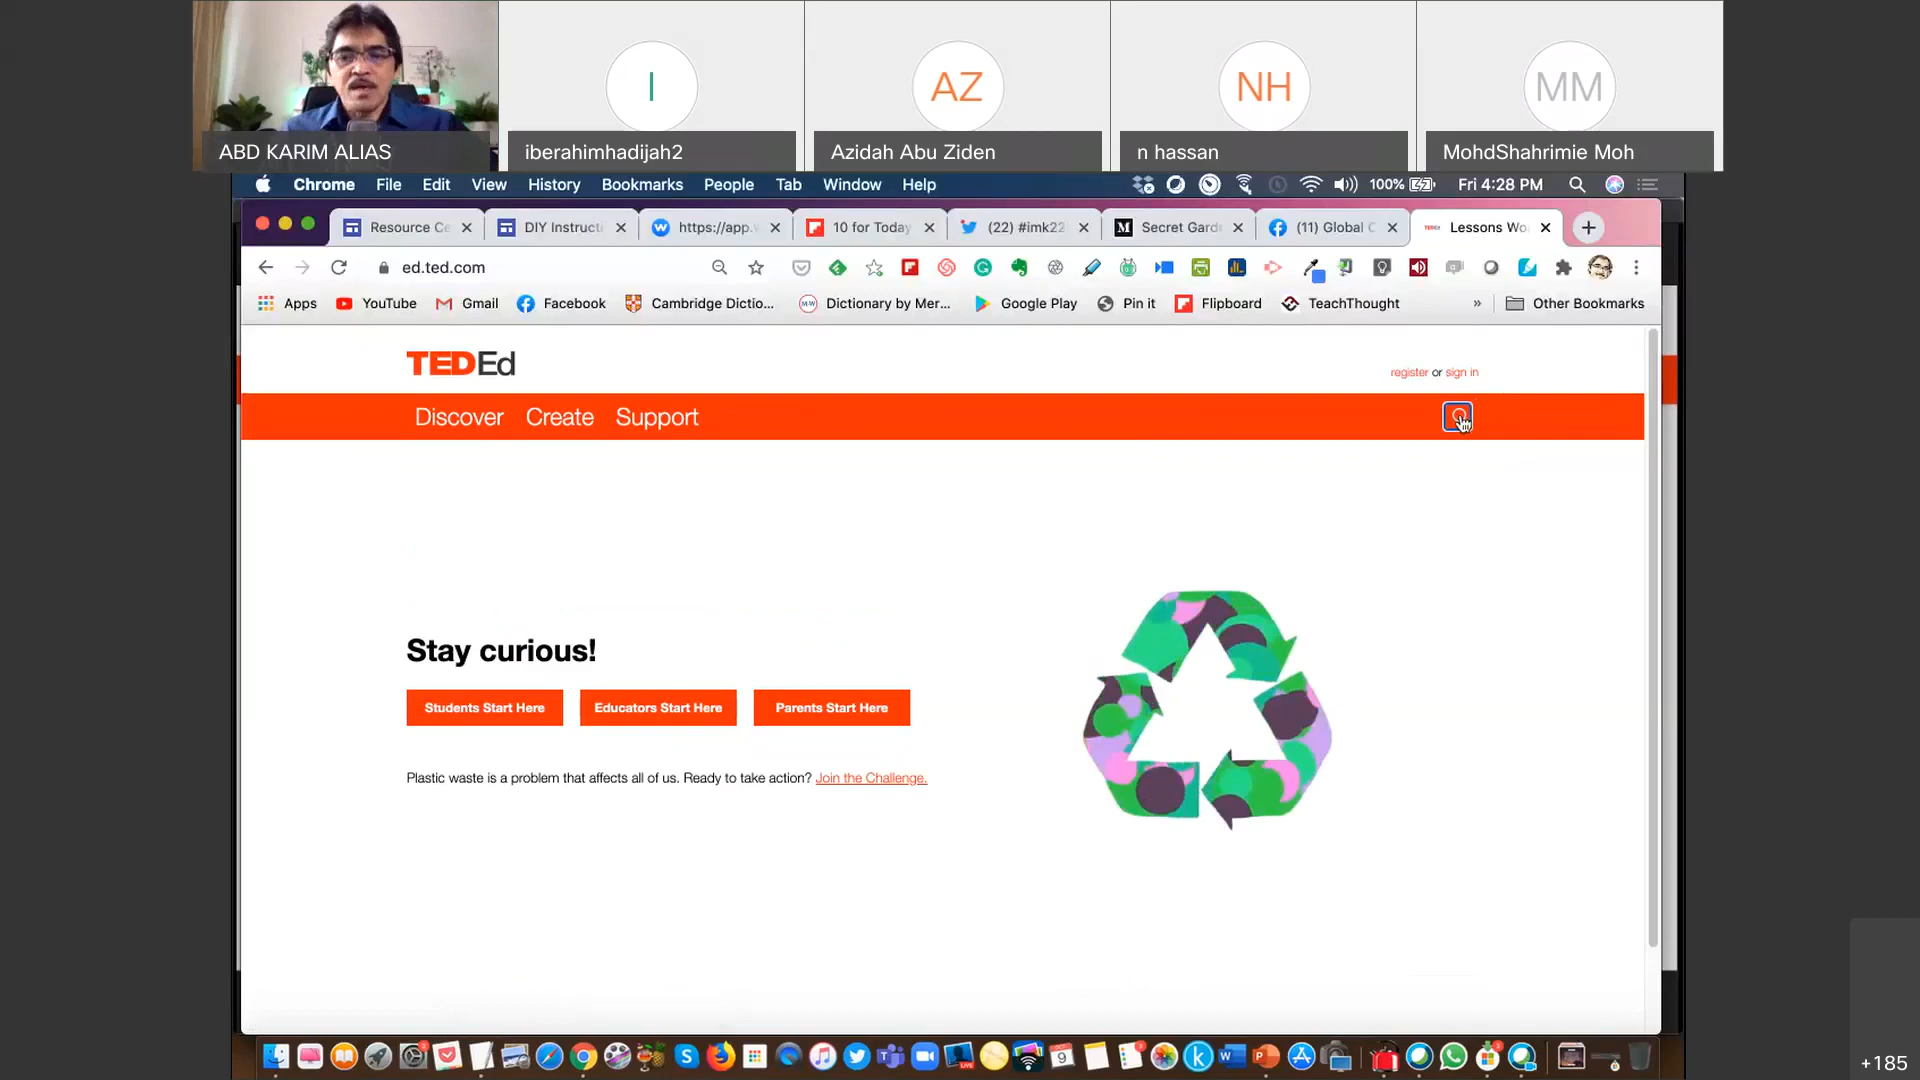 I
AZ
NH
MM
ABD KARIM ALIAS
iberahimhadijah2
Azidah Abu Ziden
n hassan
MohdShahrimie Moh
Chrome File Edit View History Bookmarks People Tab Window Help 100% Fri 4:28 PM
Resource Ce
DIY Instructi
https://app.
10 for Today
(22) #imk22
Secret Gard
(11) Global C
Lessons Wo
ed.ted.com
Apps YouTube Gmail Facebook Cambridge Dictio... Dictionary by Mer... Google Play Pin it Flipboard TeachThought » Other Bookmarks
TEDEd
register or sign in
Discover Create Support
Stay curious!
Students Start Here Educators Start Here Parents Start Here
Plastic waste is a problem that affects all of us. Ready to take action? Join the Challenge.
+185